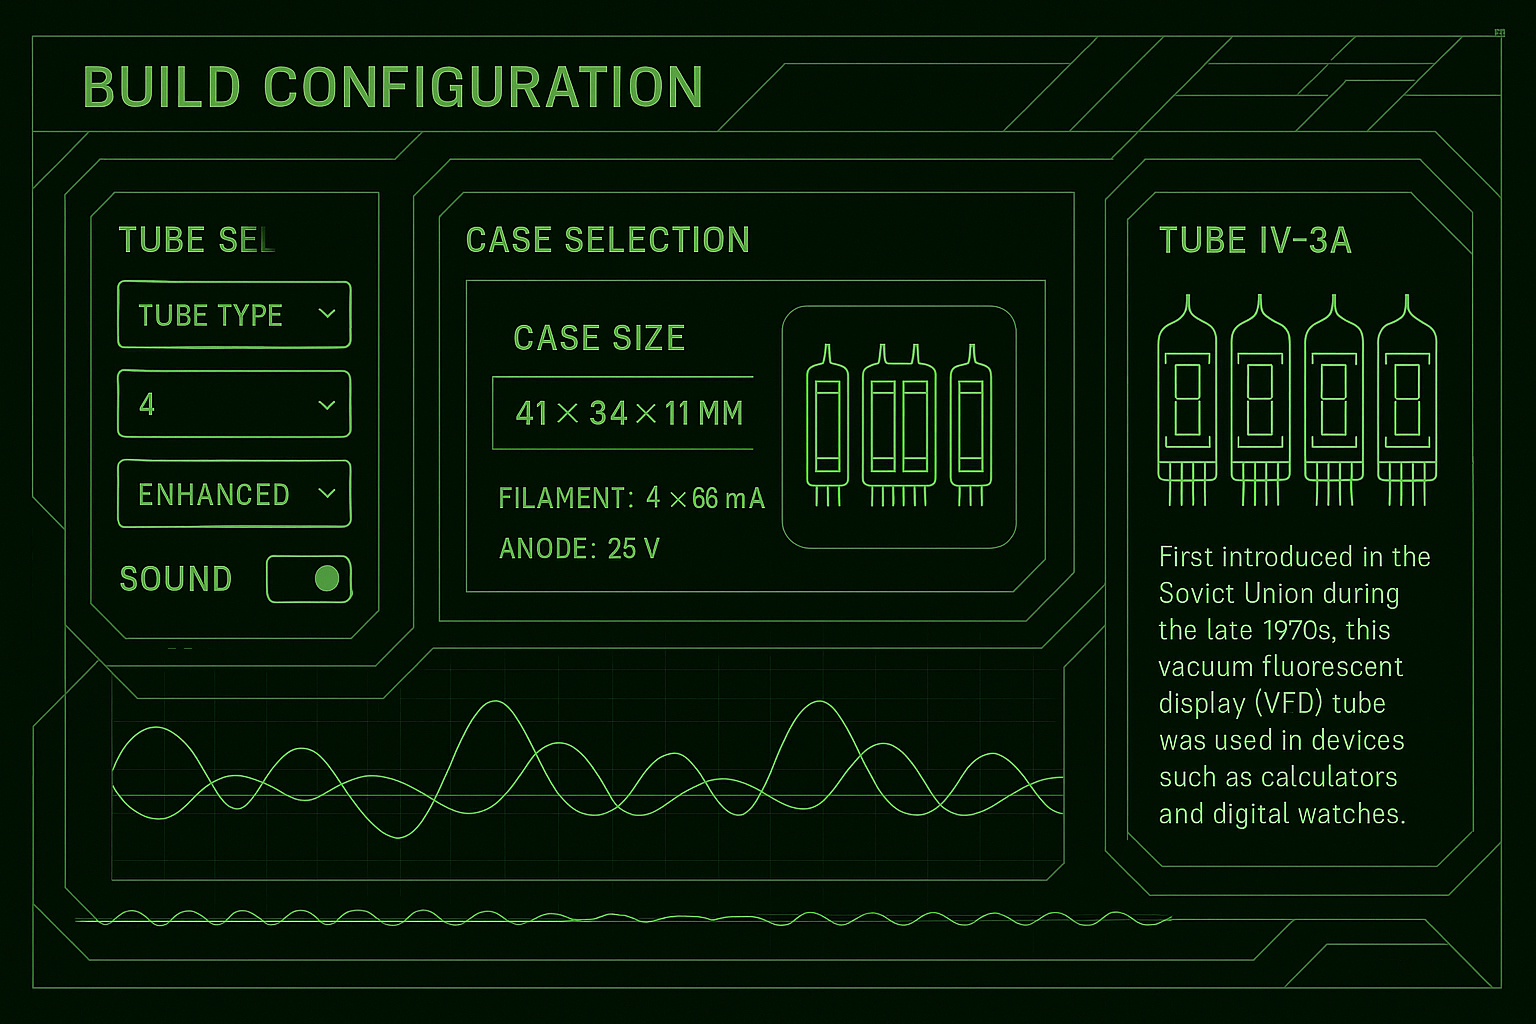 BUILD CONFIGURATION
TUBE SEL
TUBE TYPE
4
ENHANCED
SOUND
CASE SELECTION
CASE SIZE
41 × 34 × 11 MM
FILAMENT: 4 × 66 mA
ANODE: 25 V
TUBE IV-3A
First introduced in the
Sovict Union during
the late 1970s, this
vacuum fluorescent
display (VFD) tube
was used in devices
such as calculators
and digital watches.